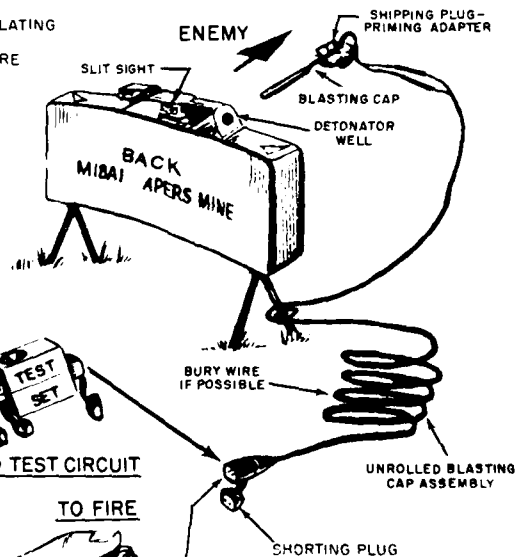 LATING
RE
ENEMY
SHIPPING PLUG-
PRIMING ADAPTER
SLIT SIGHT
BLASTING CAP
DETONATOR
WELL
BACK
M18A1 APERS MINE
TEST
SET
BURY WIRE
IF POSSIBLE
TEST CIRCUIT
UNROLLED BLASTING
CAP ASSEMBLY
TO FIRE
SHORTING PLUG